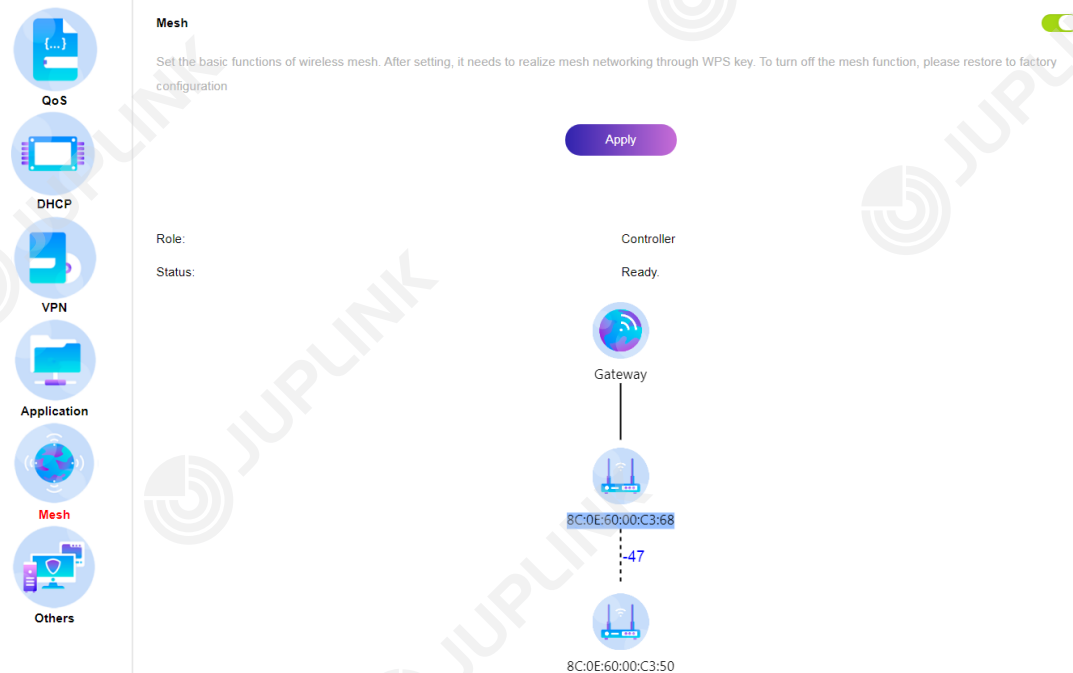 Mesh
Set the basic functions of wireless mesh. After setting, it needs to realize mesh networking through WPS key. To turn off the mesh function, please restore to factory
configuration
{...}
QoS
DHCP
VPN
Application
Mesh
Others
Apply
Role:
Controller
Status:
Ready.
Gateway
8C:0E:60:00:C3:68
-47
8C:0E:60:00:C3:50
JUPLINK
JUPLINK
JUPLINK
JUPLINK
JUPLINK